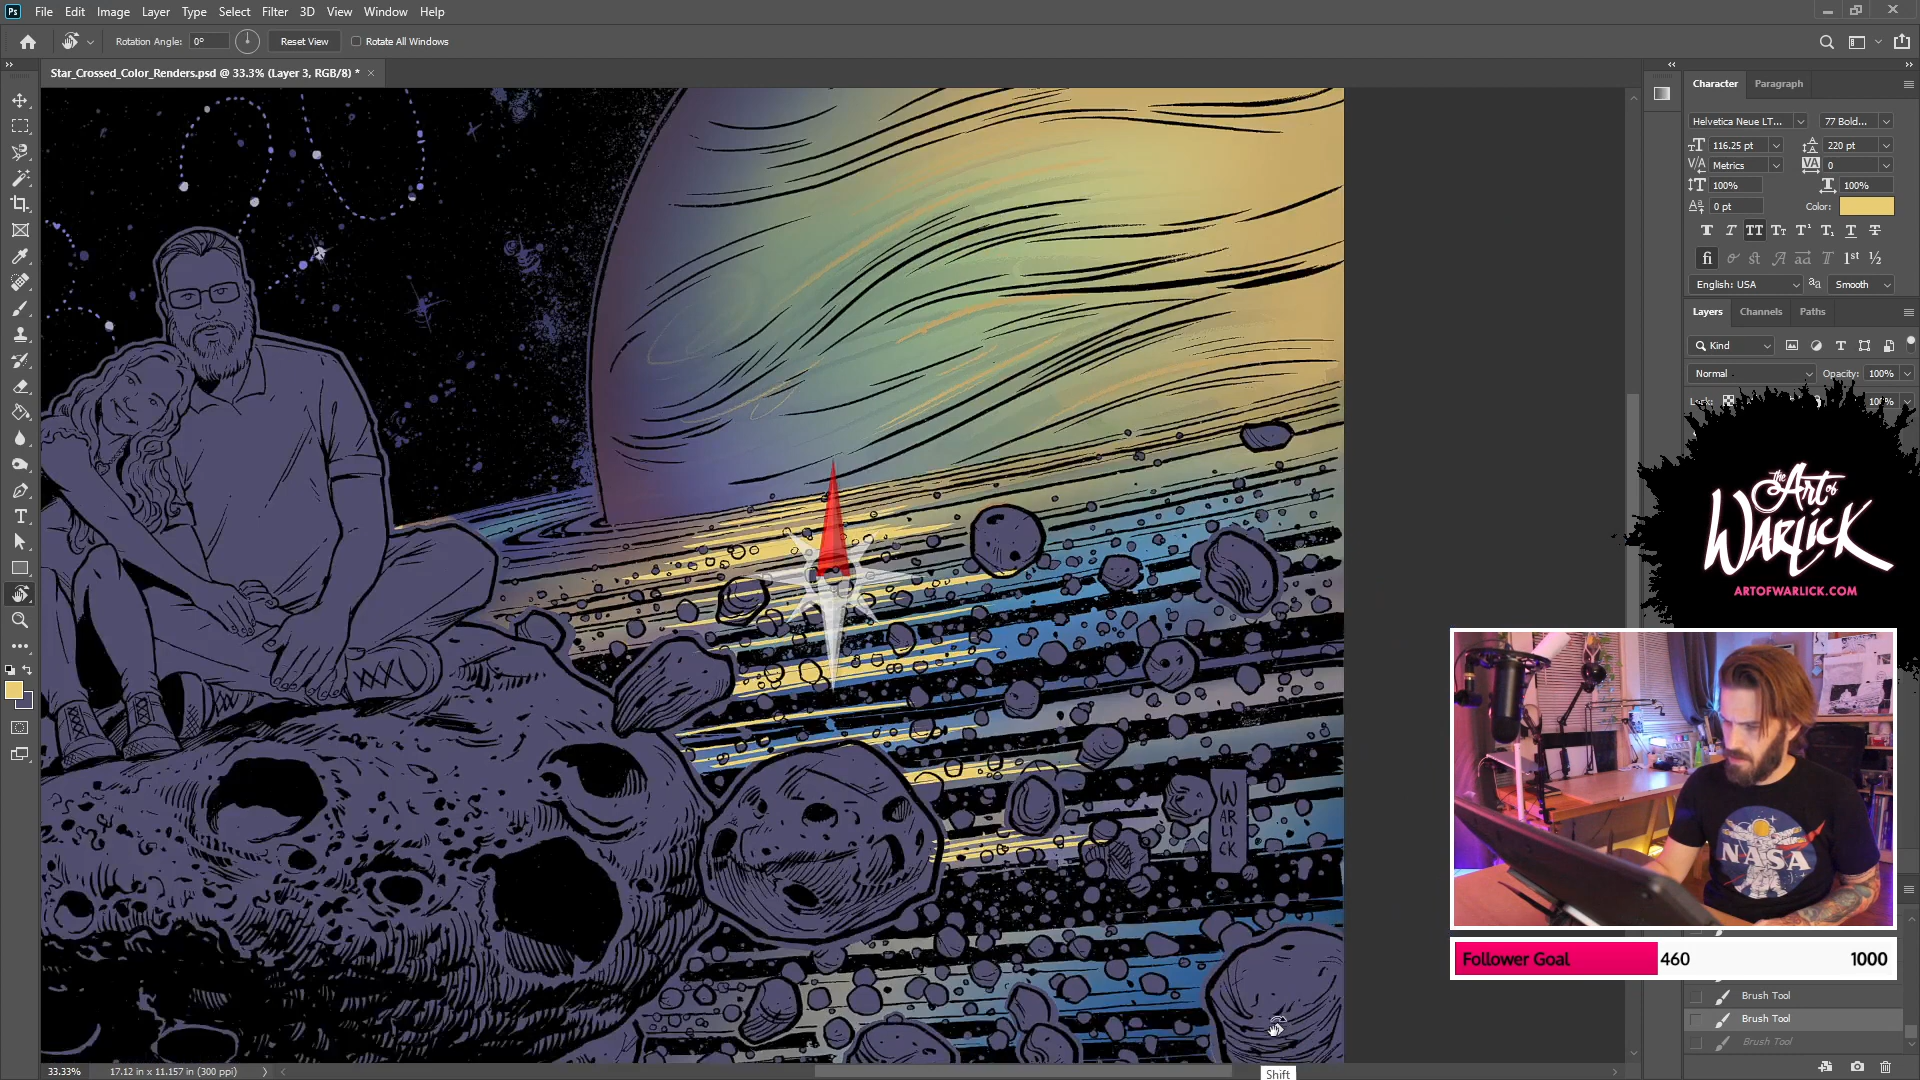 Ps File Edit Image Layer Type Select Filter 3D View Window Help
Rotation Angle: 0° Reset View Rotate All Windows
Star_Crossed_Color_Renders.psd @ 33.3% (Layer 3, RGB/8) * ×
Character Paragraph
Helvetica Neue LT... 77 Bold...
116.25 pt 220 pt
Metrics 0
100% 100%
0 pt Color:
English: USA Smooth
Layers Channels Paths
Kind
Normal Opacity: 100%
Lock: 100%
the Art of
Warlick
ARTOFWARLICK.COM
WARLICK
NASA
Follower Goal 460 1000
Brush Tool
Brush Tool
Brush Tool
33.33% 17.12 in x 11.157 in (300 ppi)
Shift